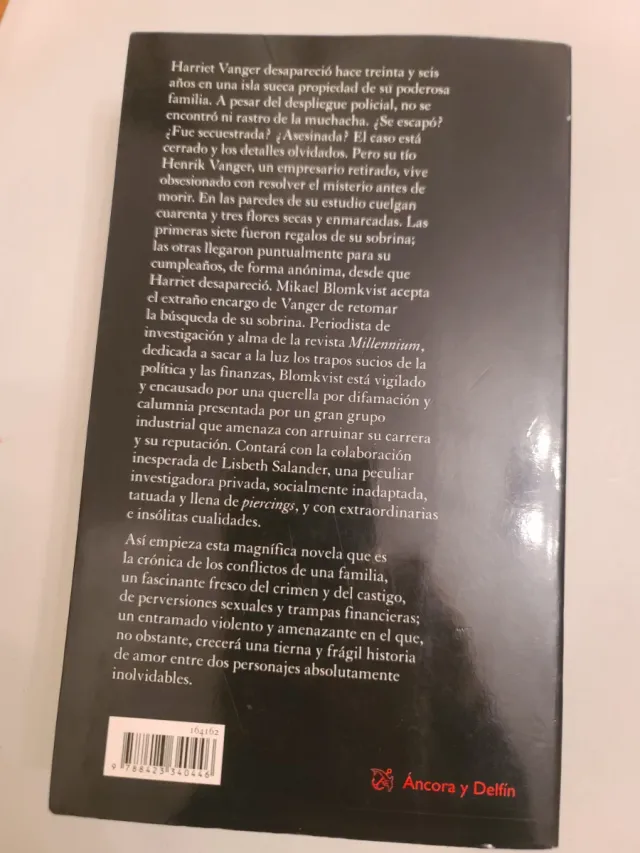 Harriet Vanger desapareció hace treinta y seis
años en una isla sueca propiedad de su poderosa
familia. A pesar del despliegue policial, no se
encontró ni rastro de la muchacha. ¿Se escapó?
¿Fue secuestrada? ¿Asesinada? El caso está
cerrado y los detalles olvidados. Pero su tío
Henrik Vanger, un empresario retirado, vive
obsesionado con resolver el misterio antes de
morir. En las paredes de su estudio cuelgan
cuarenta y tres flores secas y enmarcadas. Las
primeras siete fueron regalos de su sobrina;
las otras llegaron puntualmente para su
cumpleaños, de forma anónima, desde que
Harriet desapareció. Mikael Blomkvist acepta
el extraño encargo de Vanger de retomar
la búsqueda de su sobrina. Periodista de
investigación y alma de la revista Millennium,
dedicada a sacar a la luz los trapos sucios de la
política y las finanzas, Blomkvist está vigilado
y encausado por una querella por difamación y
calumnia presentada por un gran grupo
industrial que amenaza con arruinar su carrera
y su reputación. Contará con la colaboración
inesperada de Lisbeth Salander, una peculiar
investigadora privada, socialmente inadaptada,
tatuada y llena de piercings, y con extraordinarias
e insólitas cualidades.
Así empieza esta magnífica novela que es
la crónica de los conflictos de una familia,
un fascinante fresco del crimen y del castigo,
de perversiones sexuales y trampas financieras;
un entramado violento y amenazante en el que,
no obstante, crecerá una tierna y frágil historia
de amor entre dos personajes absolutamente
inolvidables.
164162
9 788423 340446
Áncora y Delfín